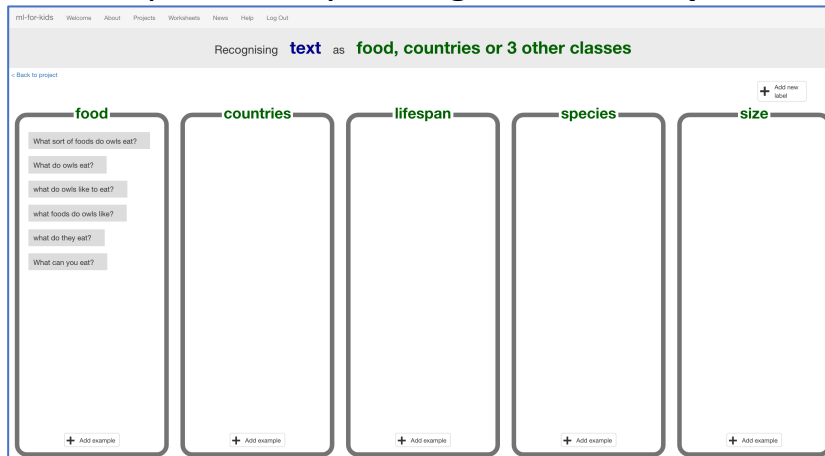 ml-for-kids Welcome About Projects Worksheets News Help Log Out
Recognising text as food, countries or 3 other classes
< Back to project
+ Add new label
food
What sort of foods do owls eat?
What do owls eat?
what do owls like to eat?
what foods do owls like?
what do they eat?
What can you eat?
+ Add example
countries
+ Add example
lifespan
+ Add example
species
+ Add example
size
+ Add example